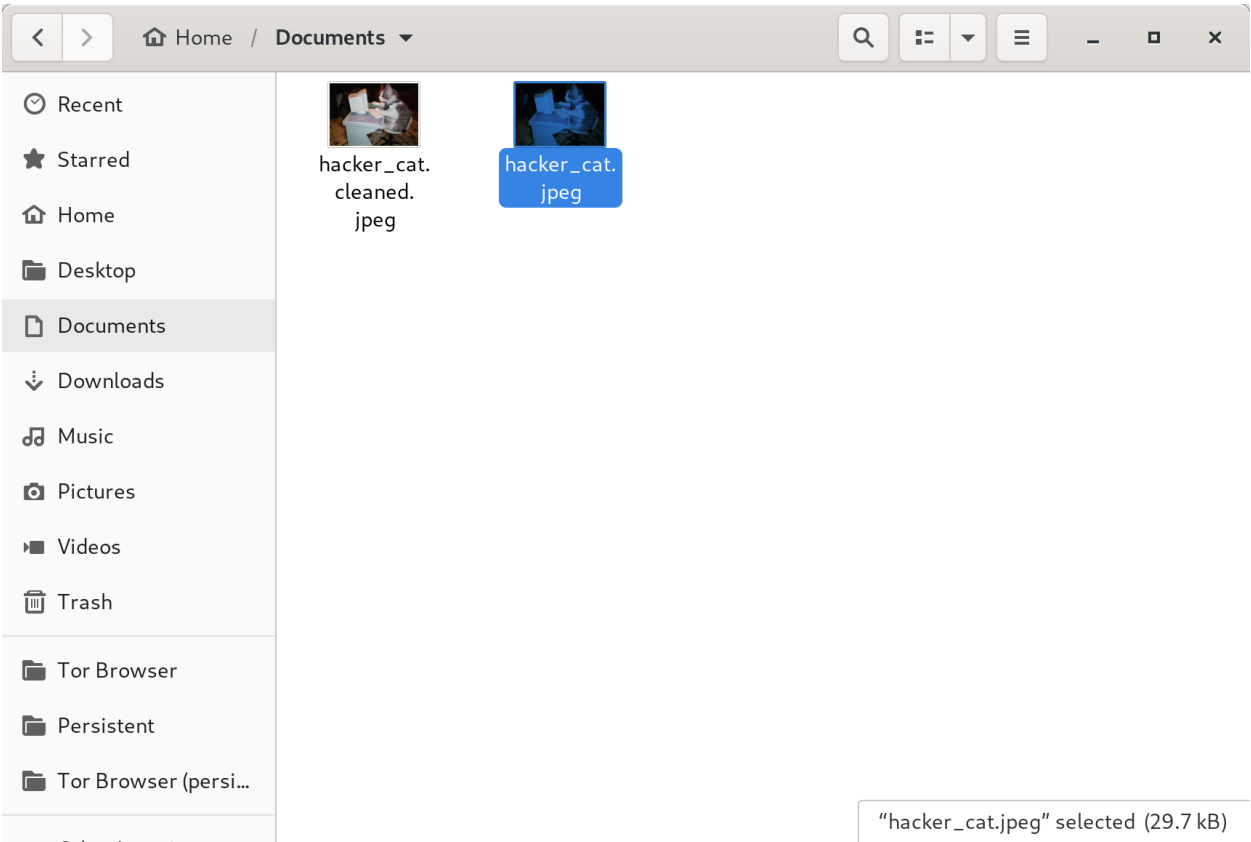 Home / Documents
Recent
Starred
Home
Desktop
Documents
Downloads
Music
Pictures
Videos
Trash
Tor Browser
Persistent
Tor Browser (persi...
hacker_cat.
cleaned.
jpeg
hacker_cat.
jpeg
“hacker_cat.jpeg” selected (29.7 kB)